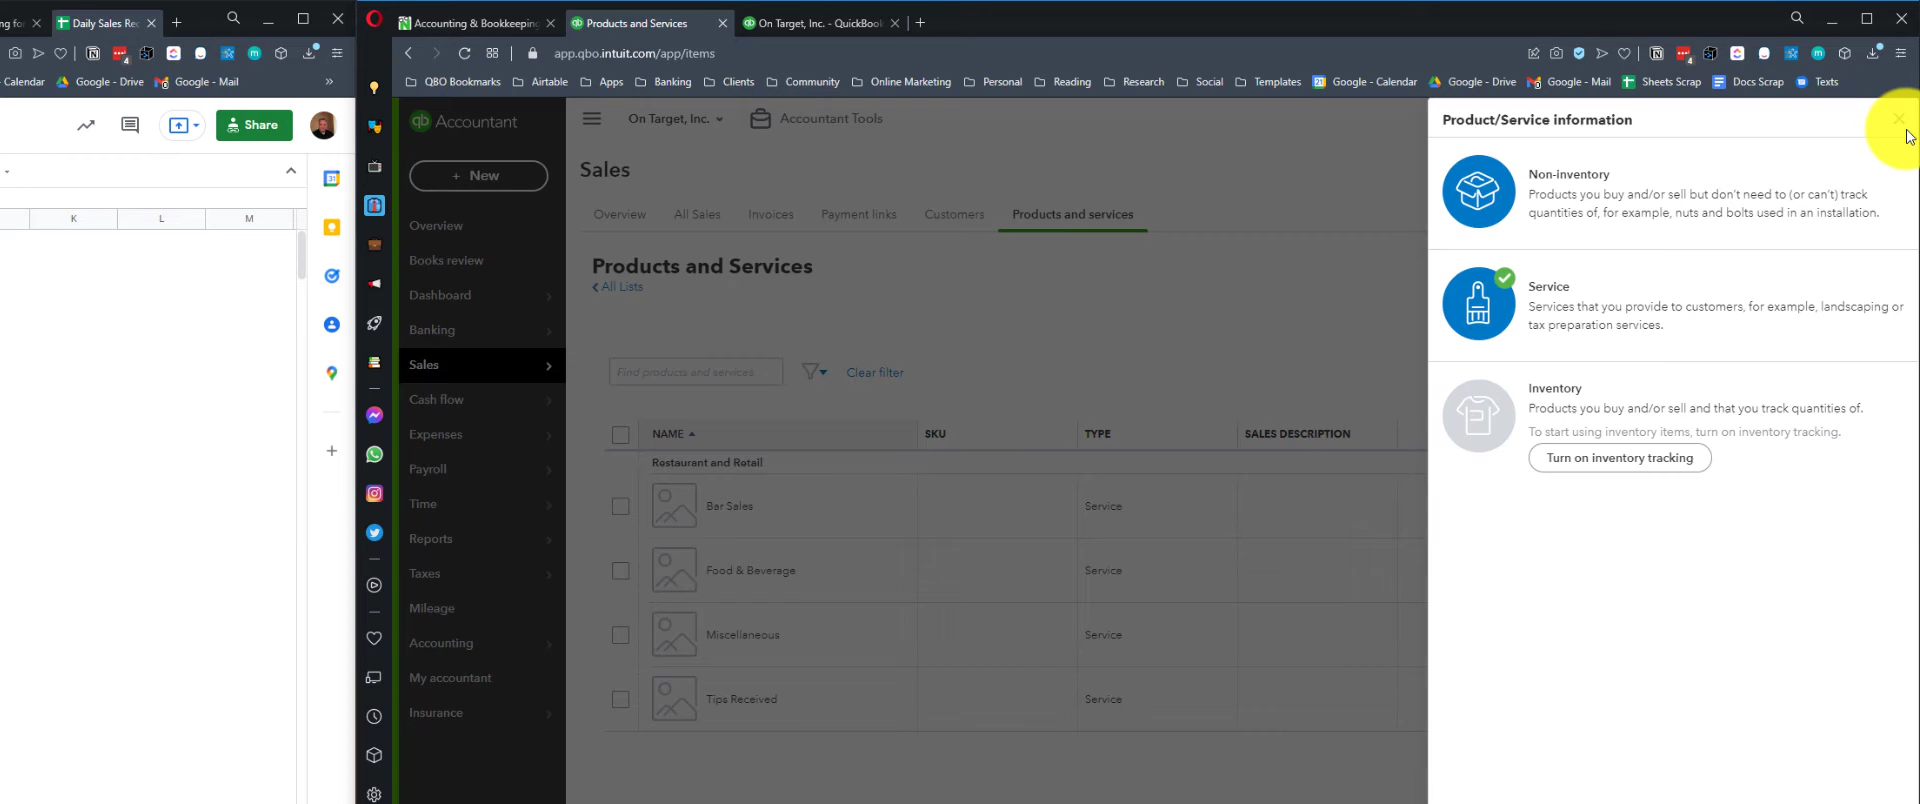 ng for
Daily Sales Rec
Accounting & Bookkeeping
Products and Services
On Target, Inc. - QuickBook
app.qbo.intuit.com/app/items
4
4
Calendar
Google - Drive
Google - Mail
»
QBO Bookmarks
Airtable
Apps
Banking
Clients
Community
Online Marketing
Personal
Reading
Research
Social
Templates
Google - Calendar
Google - Drive
Google - Mail
Sheets Scrap
Docs Scrap
Texts
Share
K
L
M
31
qb Accountant
+ New
Overview
Books review
Dashboard
Banking
Sales
Cash flow
Expenses
Payroll
Time
Reports
Taxes
Mileage
Accounting
My accountant
Insurance
On Target, Inc.
Accountant Tools
Sales
Overview
All Sales
Invoices
Payment links
Customers
Products and services
Products and Services
All Lists
Find products and services
Clear filter
NAME
SKU
TYPE
SALES DESCRIPTION
Restaurant and Retail
Bar Sales
Service
Food & Beverage
Service
Miscellaneous
Service
Tips Received
Service
Product/Service information
Non-inventory
Products you buy and/or sell but don't need to (or can't) track
quantities of, for example, nuts and bolts used in an installation.
Service
Services that you provide to customers, for example, landscaping or
tax preparation services.
Inventory
Products you buy and/or sell and that you track quantities of.
To start using inventory items, turn on inventory tracking.
Turn on inventory tracking